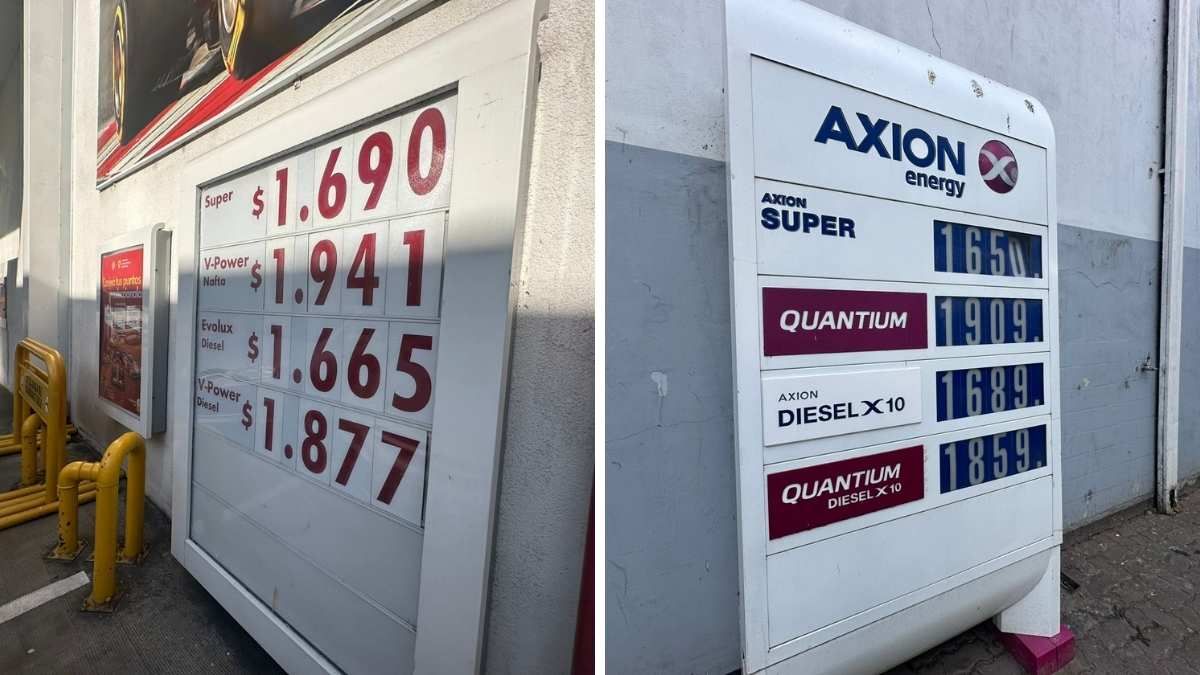 Super $ 1.690
V-Power $ 1.941
Nafta
Evolux $ 1.665
Diesel
V-Power $ 1.877
Diesel
AXION
energy
AXION
SUPER 1650.
QUANTIUM 1909.
AXION
DIESEL X10 1689.
QUANTIUM 1859.
DIESEL X10